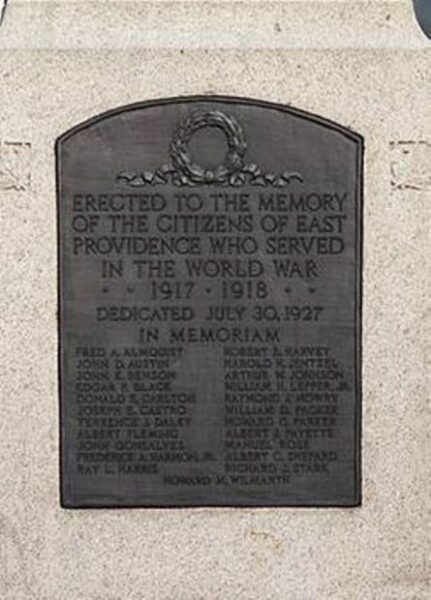 ERECTED TO THE MEMORY
OF THE CITIZENS OF EAST
PROVIDENCE WHO SERVED
IN THE WORLD WAR
1917 · 1918
DEDICATED JULY 30, 1927
IN MEMORIAM
FRED A. ALMQUIST
JOHN D. AUSTIN
JOHN E. BENSON
EDGAR P. BLACK
DONALD E. CARLTON
JOSEPH E. CASTRO
TERRENCE J. DALEY
ALBERT FLEMING
JOHN GONSALVES
FREDERICK A. HARMON, JR.
RAY L. HARRIS
ROBERT B. HARVEY
HAROLD H. JENTZEL
ARTHUR W. JOHNSON
WILLIAM H. LEPPER, JR.
RAYMOND J. MOWRY
WILLIAM D. PACKER
HOWARD G. PARKER
ALBERT J. PAYETTE
MANUEL ROSE
ALBERT C. SHEPARD
RICHARD J. STARK
HOWARD M. WILMARTH